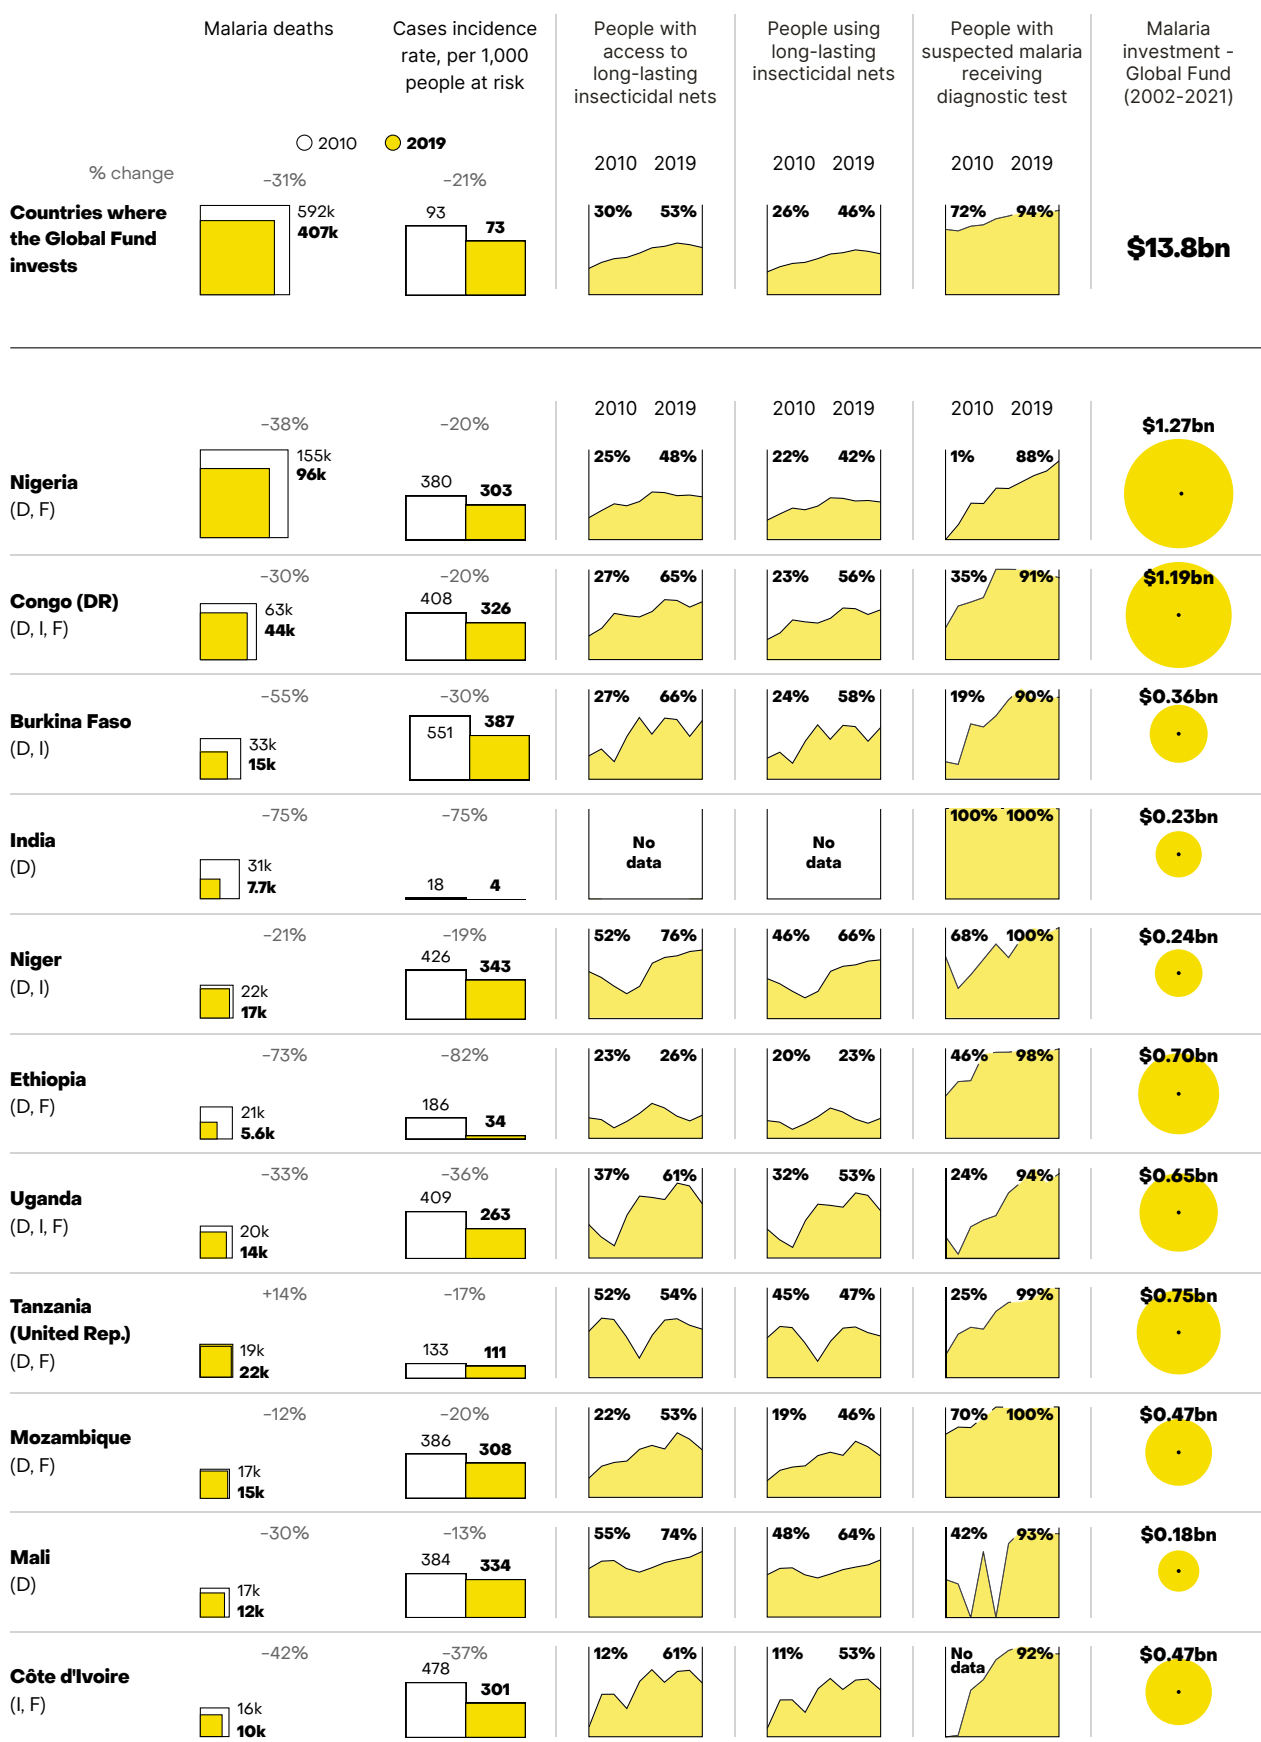 Malaria deaths
Cases incidence
rate, per 1,000
people at risk
People with
access to
long-lasting
insecticidal nets
People using
long-lasting
insecticidal nets
People with
suspected malaria
receiving
diagnostic test
Malaria
investment -
Global Fund
(2002-2021)
2010 2019
% change
-31%
-21%
2010 2019
2010 2019
2010 2019
Countries where
the Global Fund
invests
592k
407k
93
73
30% 53%
26% 46%
72% 94%
$13.8bn
2010 2019
2010 2019
2010 2019
Nigeria
(D, F)
-38%
155k
96k
-20%
380
303
25% 48%
22% 42%
1% 88%
$1.27bn
Congo (DR)
(D, I, F)
-30%
63k
44k
-20%
408
326
27% 65%
23% 56%
35% 91%
$1.19bn
Burkina Faso
(D, I)
-55%
33k
15k
-30%
551
387
27% 66%
24% 58%
19% 90%
$0.36bn
India
(D)
-75%
31k
7.7k
-75%
18
4
No
data
No
data
100% 100%
$0.23bn
Niger
(D, I)
-21%
22k
17k
-19%
426
343
52% 76%
46% 66%
68% 100%
$0.24bn
Ethiopia
(D, F)
-73%
21k
5.6k
-82%
186
34
23% 26%
20% 23%
46% 98%
$0.70bn
Uganda
(D, I, F)
-33%
20k
14k
-36%
409
263
37% 61%
32% 53%
24% 94%
$0.65bn
Tanzania
(United Rep.)
(D, F)
+14%
19k
22k
-17%
133
111
52% 54%
45% 47%
25% 99%
$0.75bn
Mozambique
(D, F)
-12%
17k
15k
-20%
386
308
22% 53%
19% 46%
70% 100%
$0.47bn
Mali
(D)
-30%
17k
12k
-13%
384
334
55% 74%
48% 64%
42% 93%
$0.18bn
Côte d'Ivoire
(I, F)
-42%
16k
10k
-37%
478
301
12% 61%
11% 53%
No
data
92%
$0.47bn